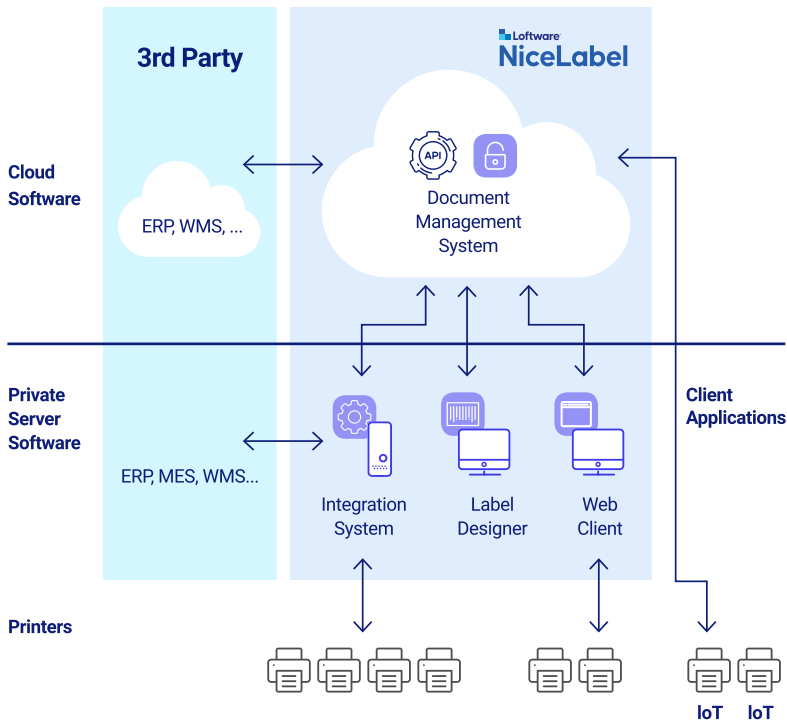 3rd Party
Loftware
NiceLabel
Cloud
Software
ERP, WMS, ...
API
Document
Management
System
Private
Server
Software
ERP, MES, WMS...
Integration
System
Label
Designer
Web
Client
Client
Applications
Printers
IoT
IoT